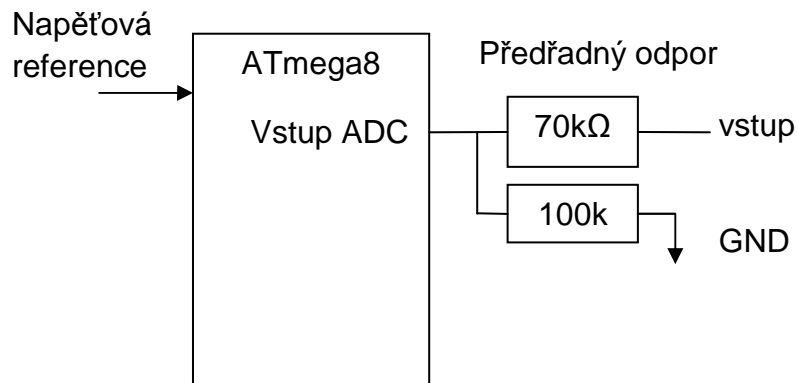 Napěťová
reference
ATmega8
Vstup ADC
Předřadný odpor
70kΩ
vstup
100k
GND